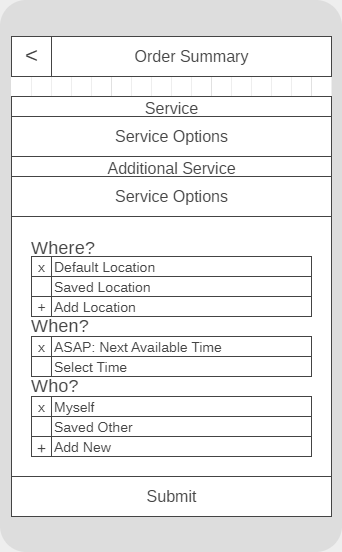 < Order Summary
Service
Service Options
Additional Service
Service Options
Where?
x Default Location
Saved Location
+ Add Location
When?
x ASAP: Next Available Time
Select Time
Who?
x Myself
Saved Other
+ Add New
Submit